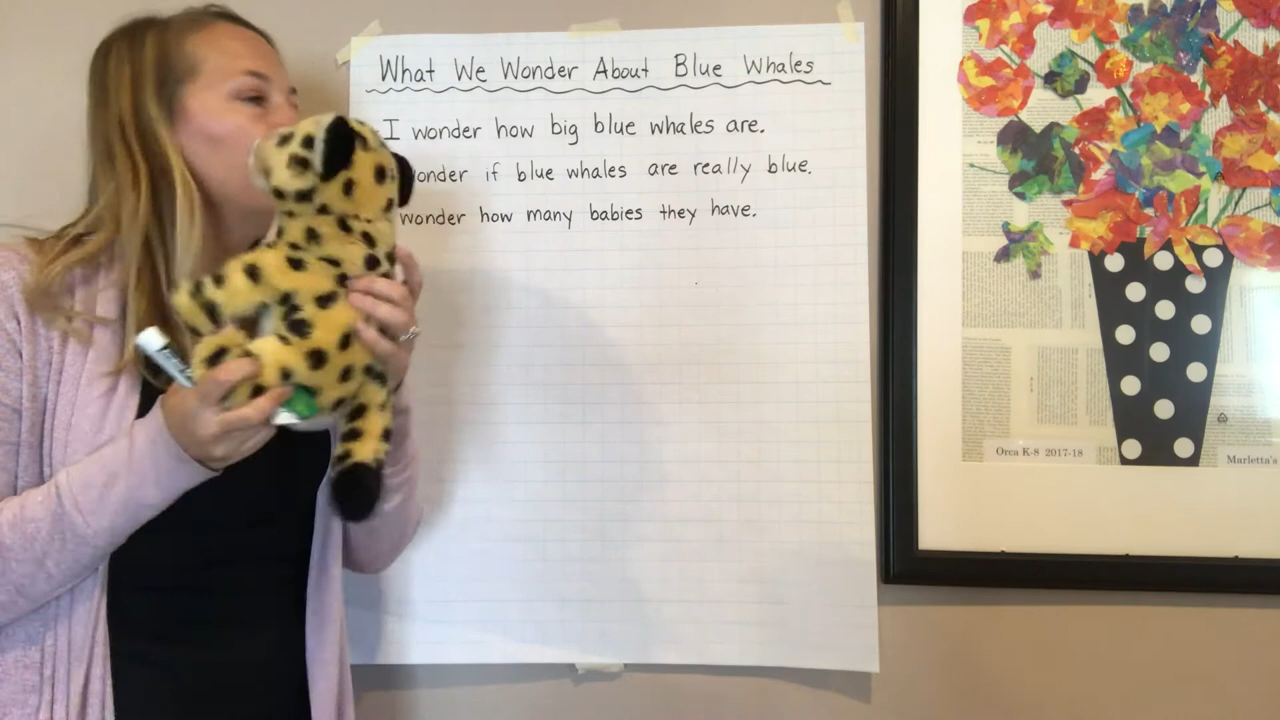 What We Wonder About Blue Whales
I wonder how big blue whales are.
wonder if blue whales are really blue.
wonder how many babies they have.
Orca K-8 2017-18
Marletta's